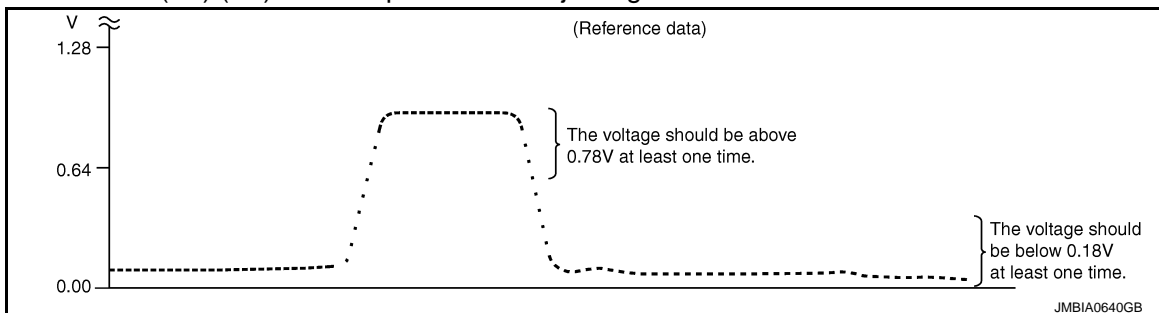 V
(Reference data)
1.28
The voltage should be above
0.78V at least one time.
0.64
The voltage should
be below 0.18V
at least one time.
0.00
JMBIA0640GB